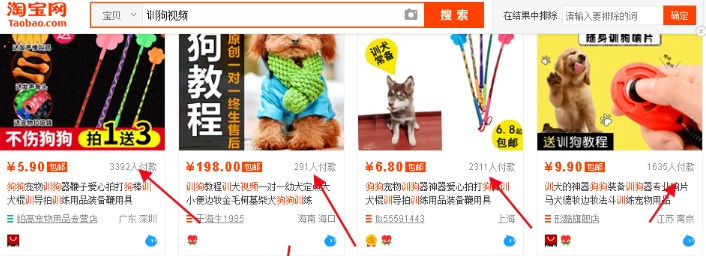 淘宝网
Taobao.com
宝贝
训狗视频
搜 索
在结果中排除
请输入要排除的词
确定
不伤狗狗 拍1送3
狗教程
原创一对一终生售后
训犬
常备
6.8起
随身训狗响片
送训狗教程
¥5.90 包邮 3392人付款
狗狗宠物训狗器鞭子爱心拍打狗棒训
犬棍训导拍训练用品装备鞭用具
铂高宠物用品专营店 广东 深圳
¥198.00 包邮 291人付款
训狗教程训犬视频一对一幼犬定点大
小便边牧金毛柯基柴犬狗狗训练
于海生1985 海南 海口
¥6.80 包邮 2311人付款
狗狗宠物训狗器神器爱心拍打狗棒训
犬棍训导拍训练用品装备鞭用具
tb55591443 上海
¥9.90 包邮 1635人付款
训犬的神器狗狗装备训狗器专业响片
马犬德牧边牧法斗训练宠物用品
彤酷旗舰店 江苏 南京